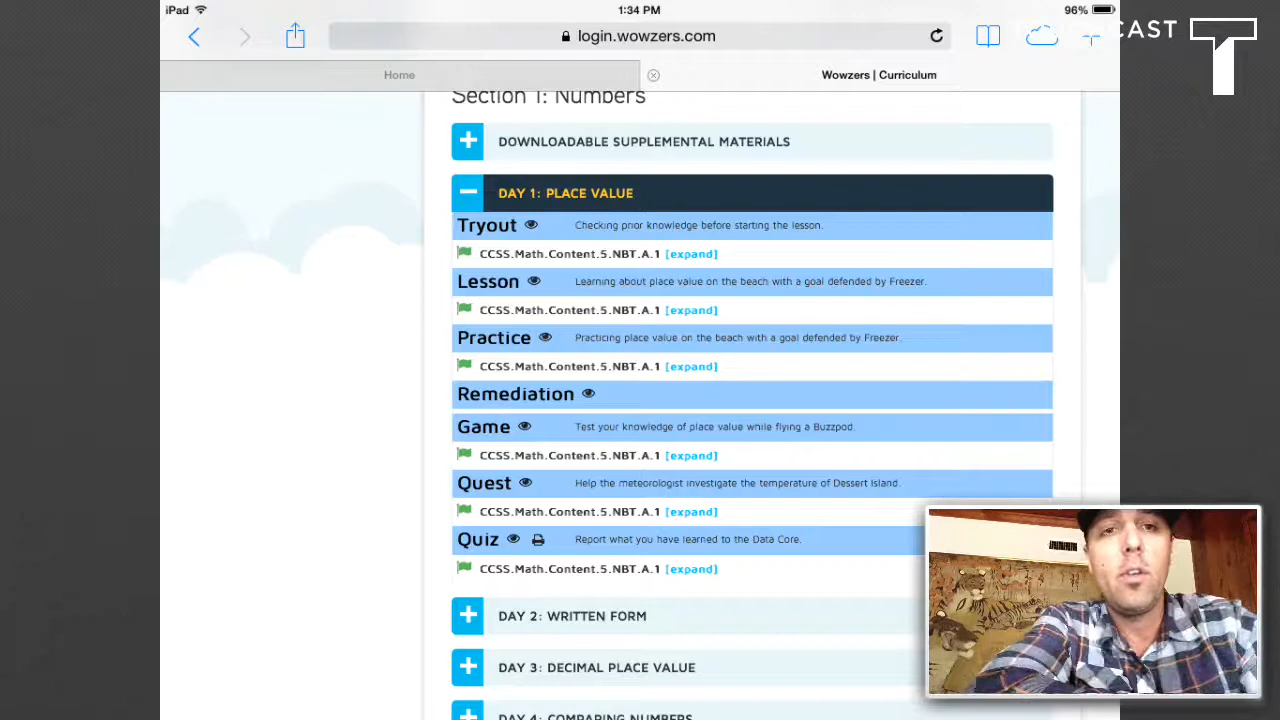 iPad 1:34 PM 96%
CAST T
login.wowzers.com
Home Wowzers | Curriculum
Section 1: Numbers
DOWNLOADABLE SUPPLEMENTAL MATERIALS
DAY 1: PLACE VALUE
Tryout Checking prior knowledge before starting the lesson.
CCSS.Math.Content.5.NBT.A.1 [expand]
Lesson Learning about place value on the beach with a goal defended by Freezer.
CCSS.Math.Content.5.NBT.A.1 [expand]
Practice Practicing place value on the beach with a goal defended by Freezer.
CCSS.Math.Content.5.NBT.A.1 [expand]
Remediation
Game Test your knowledge of place value while flying a Buzzpod.
CCSS.Math.Content.5.NBT.A.1 [expand]
Quest Help the meteorologist investigate the temperature of Dessert Island.
CCSS.Math.Content.5.NBT.A.1 [expand]
Quiz Report what you have learned to the Data Core.
CCSS.Math.Content.5.NBT.A.1 [expand]
DAY 2: WRITTEN FORM
DAY 3: DECIMAL PLACE VALUE
DAY 4: COMPARING NUMBERS